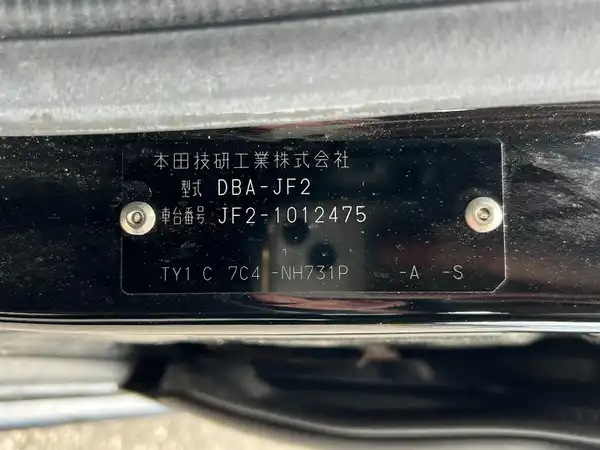 本田技研工業株式会社
型式 DBA-JF2
車台番号 JF2-1012475
TY1 C 7C4 -NH731P -A -S